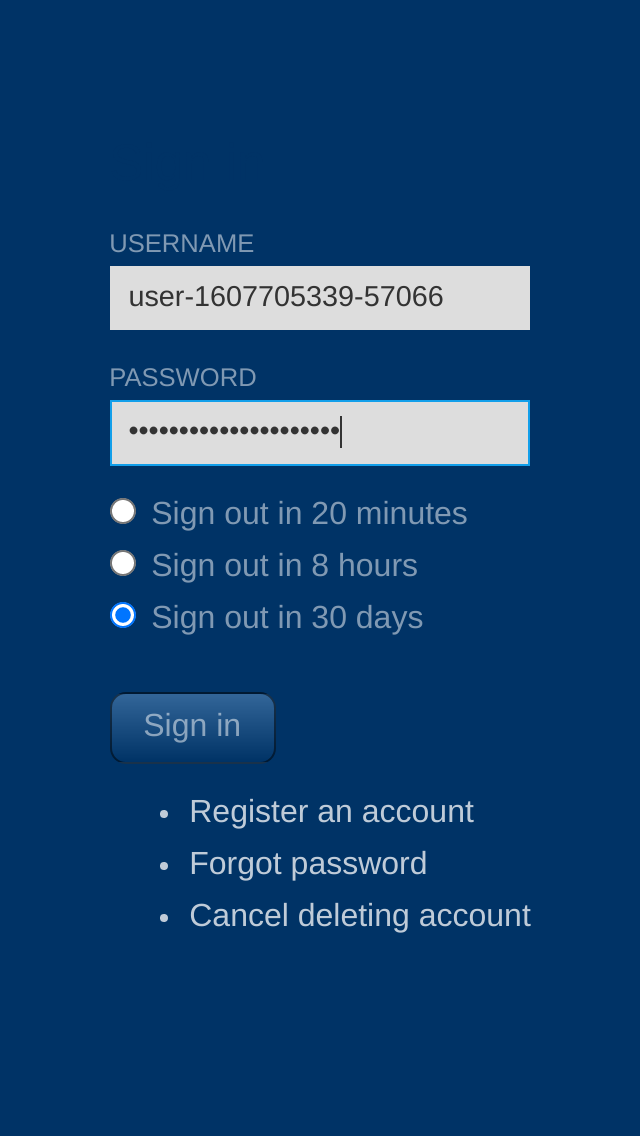 USERNAME
user-1607705339-57066
PASSWORD
•••••••••••••••••••••
Sign out in 20 minutes
Sign out in 8 hours
Sign out in 30 days
Sign in
• Register an account
• Forgot password
• Cancel deleting account